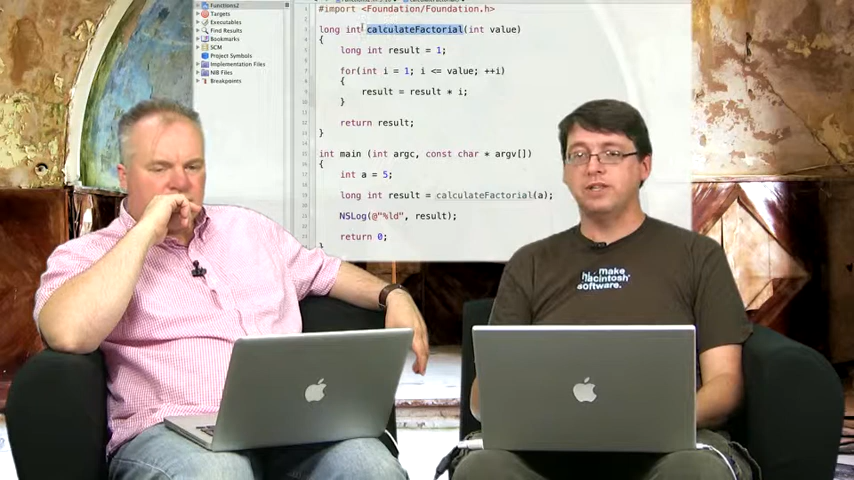 Functions2
Targets
Executables
Find Results
Bookmarks
SCM
Project Symbols
Implementation Files
NIB Files
Breakpoints
#import <Foundation/Foundation.h>
long int calculateFactorial(int value)
{
long int result = 1;
for(int i = 1; i <= value; ++i)
{
result = result * i;
}
return result;
}
int main (int argc, const char * argv[])
{
int a = 5;
long int result = calculateFactorial(a);
NSLog(@"%ld", result);
return 0;
hi, make
macintosh
software.